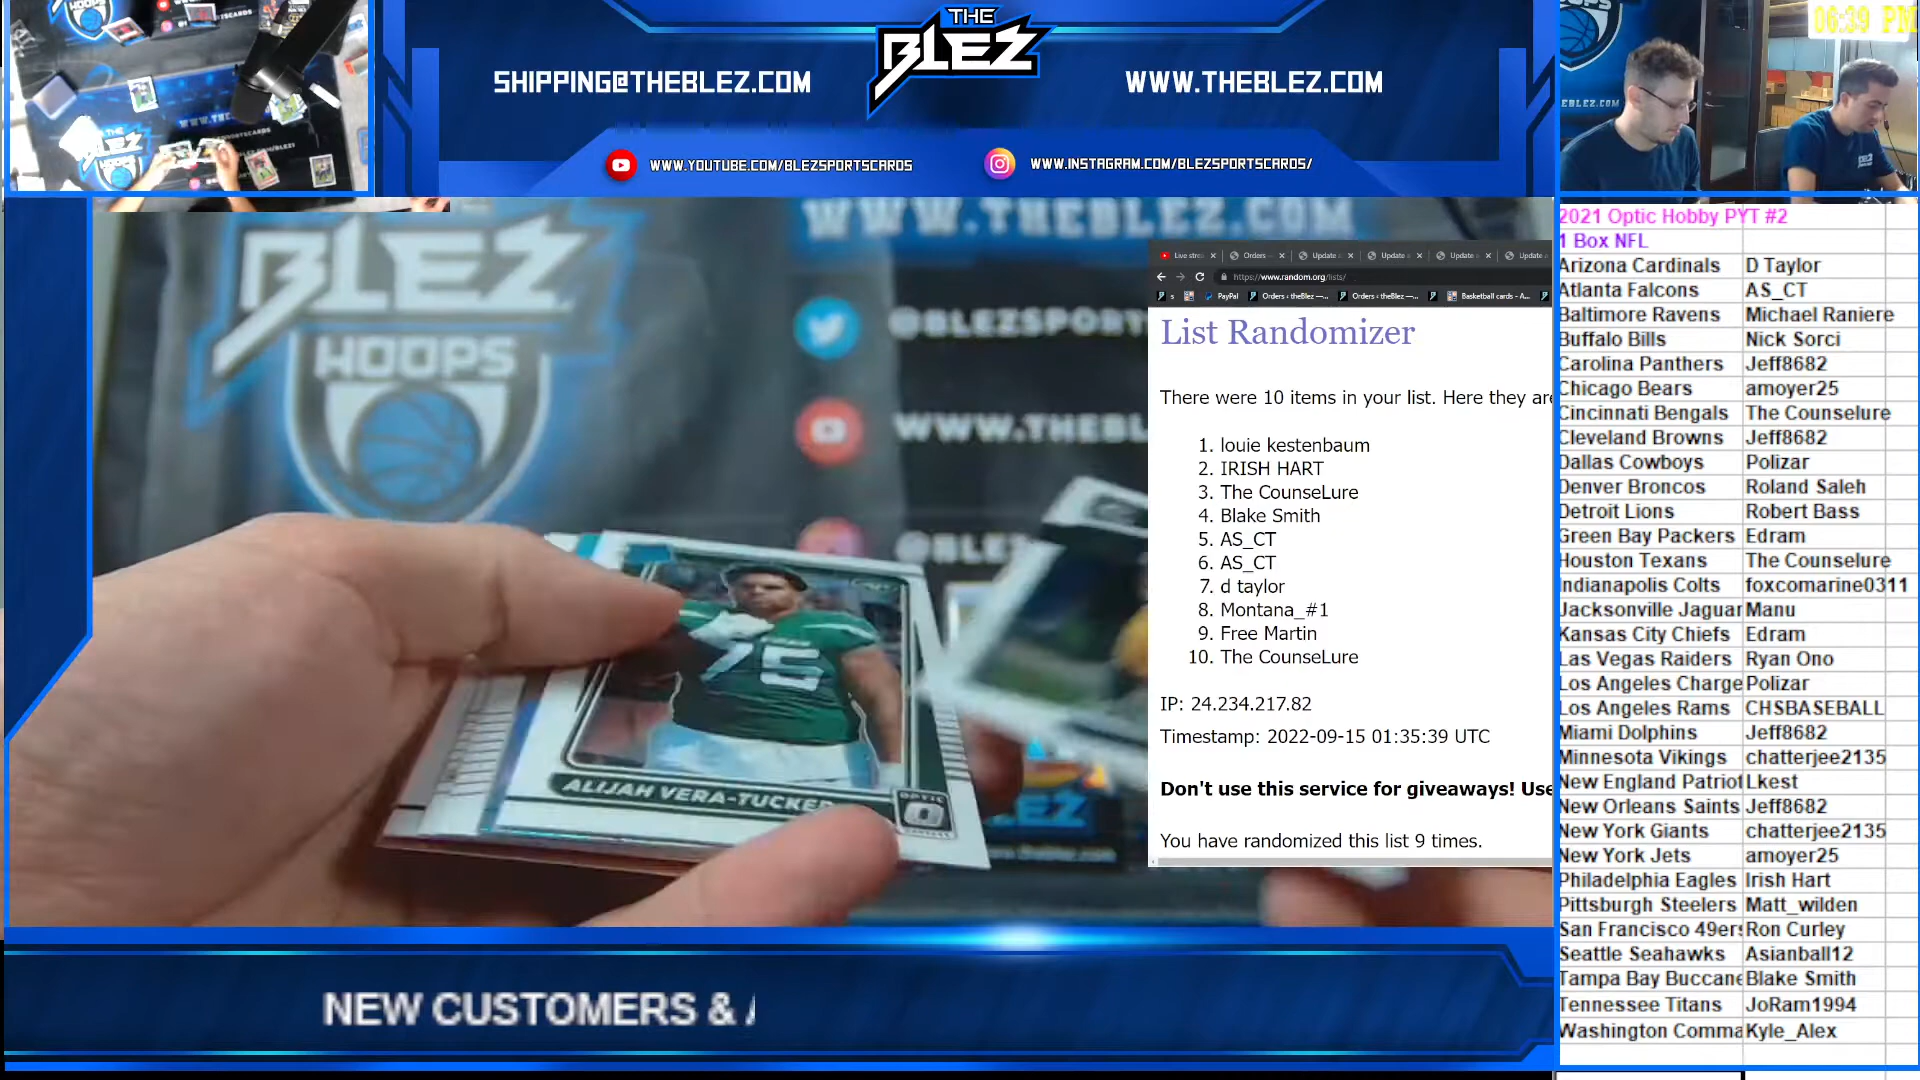 THE
BLEZ
SHIPPING@THEBLEZ.COM
WWW.THEBLEZ.COM
WWW.YOUTUBE.COM/BLEZSPORTSCARDS
WWW.INSTAGRAM.COM/BLEZSPORTSCARDS/
06:39 PM
WWW.THEBLEZ.COM
BLEZ
HOOPS
@BLEZSPORT
WWW.THEBL
@BLEZ
75
ALIJAH VERA-TUCKER
OPTIC
https://www.random.org/lists/
PayPal
List Randomizer
There were 10 items in your list. Here they are
1. louie kestenbaum
2. IRISH HART
3. The CounseLure
4. Blake Smith
5. AS_CT
6. AS_CT
7. d taylor
8. Montana_#1
9. Free Martin
10. The CounseLure
IP: 24.234.217.82
Timestamp: 2022-09-15 01:35:39 UTC
Don't use this service for giveaways! Use
You have randomized this list 9 times.
2021 Optic Hobby PYT #2
1 Box NFL
Arizona Cardinals D Taylor
Atlanta Falcons AS_CT
Baltimore Ravens Michael Raniere
Buffalo Bills Nick Sorci
Carolina Panthers Jeff8682
Chicago Bears amoyer25
Cincinnati Bengals The Counselure
Cleveland Browns Jeff8682
Dallas Cowboys Polizar
Denver Broncos Roland Saleh
Detroit Lions Robert Bass
Green Bay Packers Edram
Houston Texans The Counselure
Indianapolis Colts foxcomarine0311
Jacksonville Jaguar Manu
Kansas City Chiefs Edram
Las Vegas Raiders Ryan Ono
Los Angeles Charge Polizar
Los Angeles Rams CHSBASEBALL
Miami Dolphins Jeff8682
Minnesota Vikings chatterjee2135
New England Patriot Lkest
New Orleans Saints Jeff8682
New York Giants chatterjee2135
New York Jets amoyer25
Philadelphia Eagles Irish Hart
Pittsburgh Steelers Matt_wilden
San Francisco 49ers Ron Curley
Seattle Seahawks Asianball12
Tampa Bay Buccane Blake Smith
Tennessee Titans JoRam1994
Washington Comma Kyle_Alex
NEW CUSTOMERS &